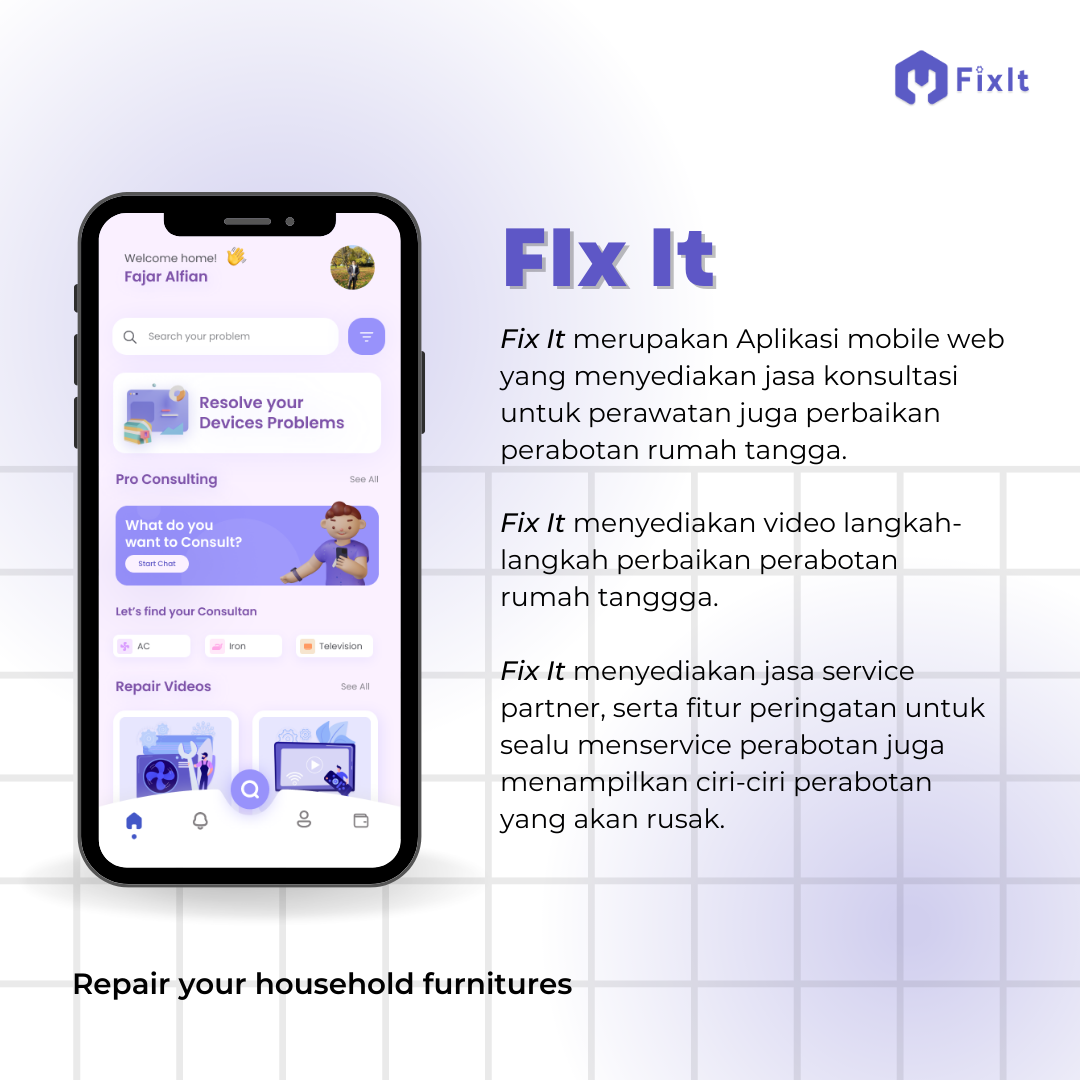 FixIt
Welcome home! 👋
Fajar Alfian
Search your problem
Resolve your
Devices Problems
Pro Consulting
See All
What do you
want to Consult?
Start Chat
Let's find your Consultan
AC
Iron
Television
Repair Videos
See All
FIx It
Fix It merupakan Aplikasi mobile web
yang menyediakan jasa konsultasi
untuk perawatan juga perbaikan
perabotan rumah tangga.
Fix It menyediakan video langkah-
langkah perbaikan perabotan
rumah tanggga.
Fix It menyediakan jasa service
partner, serta fitur peringatan untuk
sealu menservice perabotan juga
menampilkan ciri-ciri perabotan
yang akan rusak.
Repair your household furnitures